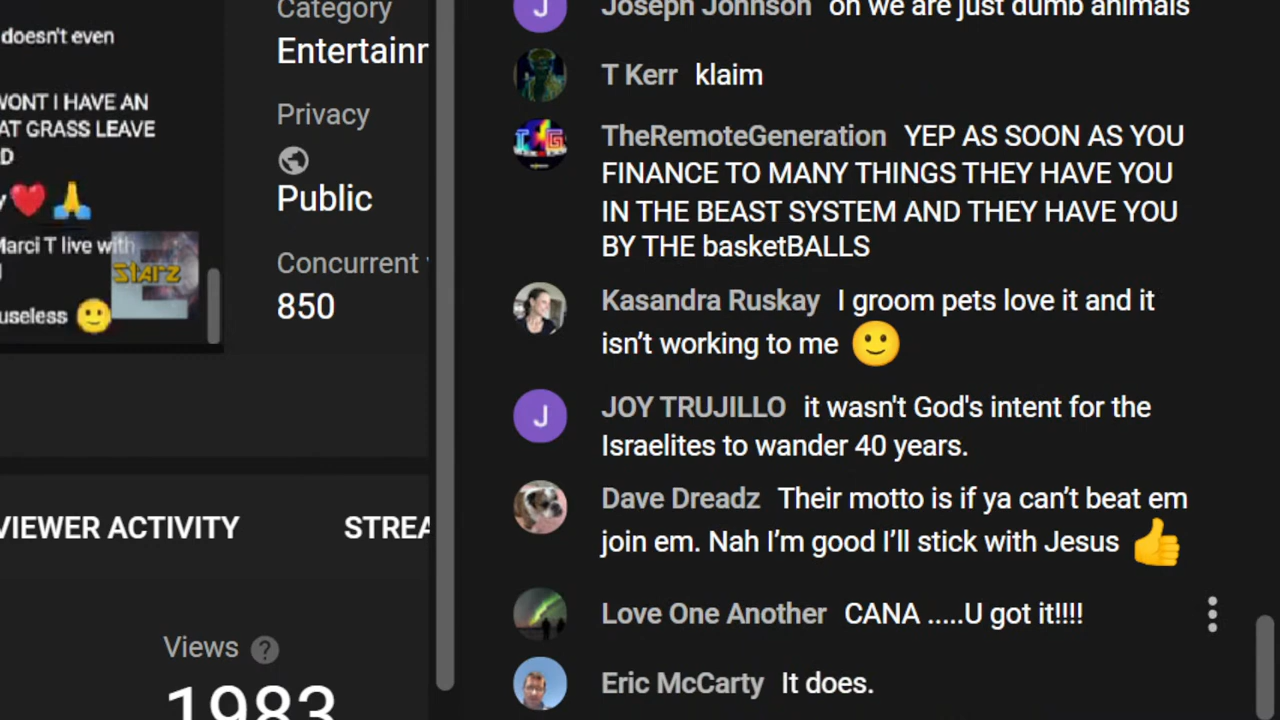 doesn't even
WONT I HAVE AN
AT GRASS LEAVE
D
y❤️🙏
Marci T live with
Starz
useless 🙂
Category
Entertainr
Privacy
Public
Concurrent
850
VIEWER ACTIVITY
STREA
Views ?
1983
J Joseph Johnson on we are just dumb animals
T Kerr klaim
TheRemoteGeneration YEP AS SOON AS YOU
FINANCE TO MANY THINGS THEY HAVE YOU
IN THE BEAST SYSTEM AND THEY HAVE YOU
BY THE basketBALLS
Kasandra Ruskay I groom pets love it and it
isn't working to me 🙂
J JOY TRUJILLO it wasn't God's intent for the
Israelites to wander 40 years.
Dave Dreadz Their motto is if ya can't beat em
join em. Nah I'm good I'll stick with Jesus 👍
Love One Another CANA .....U got it!!!!
Eric McCarty It does.